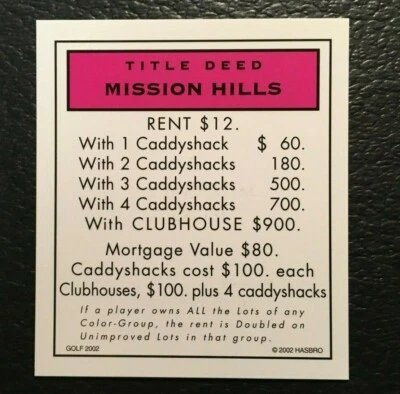 TITLE DEED
MISSION HILLS
RENT $12.
With 1 Caddyshack $ 60.
With 2 Caddyshacks 180.
With 3 Caddyshacks 500.
With 4 Caddyshacks 700.
With CLUBHOUSE $900.
Mortgage Value $80.
Caddyshacks cost $100. each
Clubhouses, $100. plus 4 caddyshacks
If a player owns ALL the Lots of any
Color-Group, the rent is Doubled on
Unimproved Lots in that group.
GOLF 2002 © 2002 HASBRO